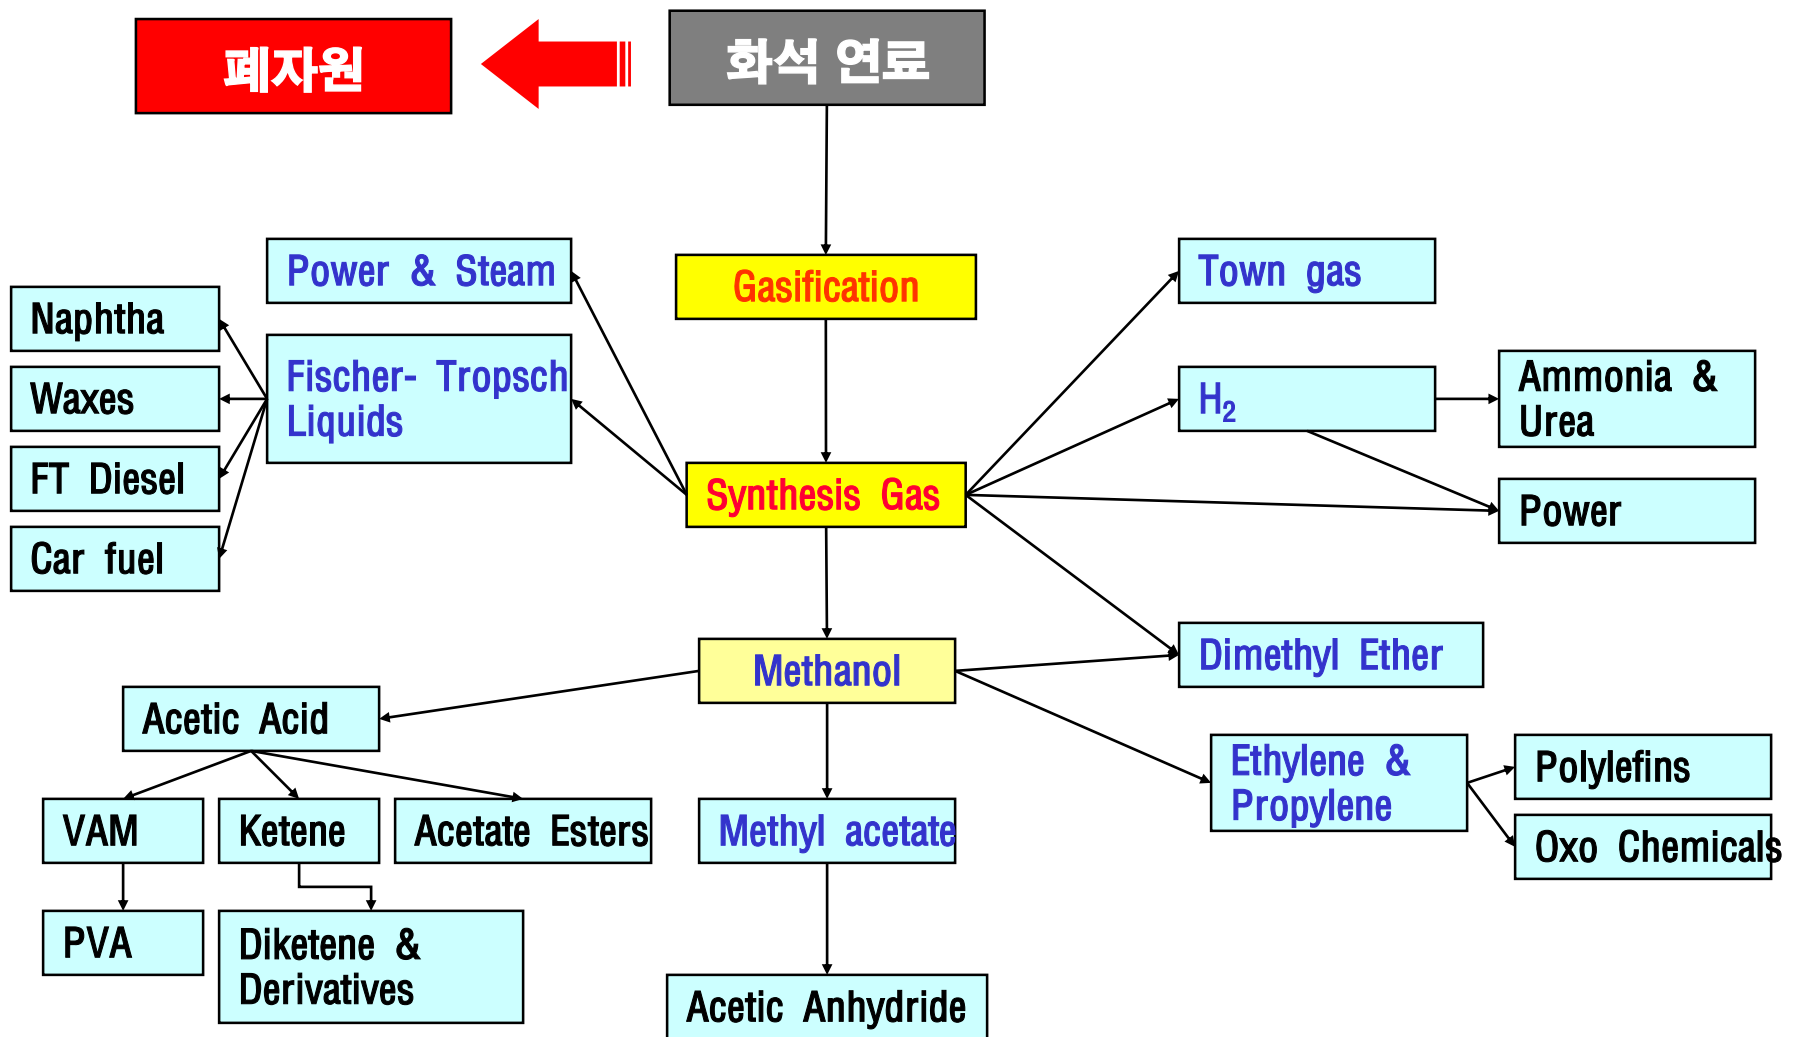 폐자원
화석 연료
Power & Steam
Gasification
Town gas
Naphtha
Fischer- Tropsch
Liquids
Waxes
H₂
Ammonia &
Urea
FT Diesel
Synthesis Gas
Power
Car fuel
Methanol
Dimethyl Ether
Acetic Acid
Ethylene &
Propylene
Polylefins
VAM
Ketene
Acetate Esters
Methyl acetate
Oxo Chemicals
PVA
Diketene &
Derivatives
Acetic Anhydride